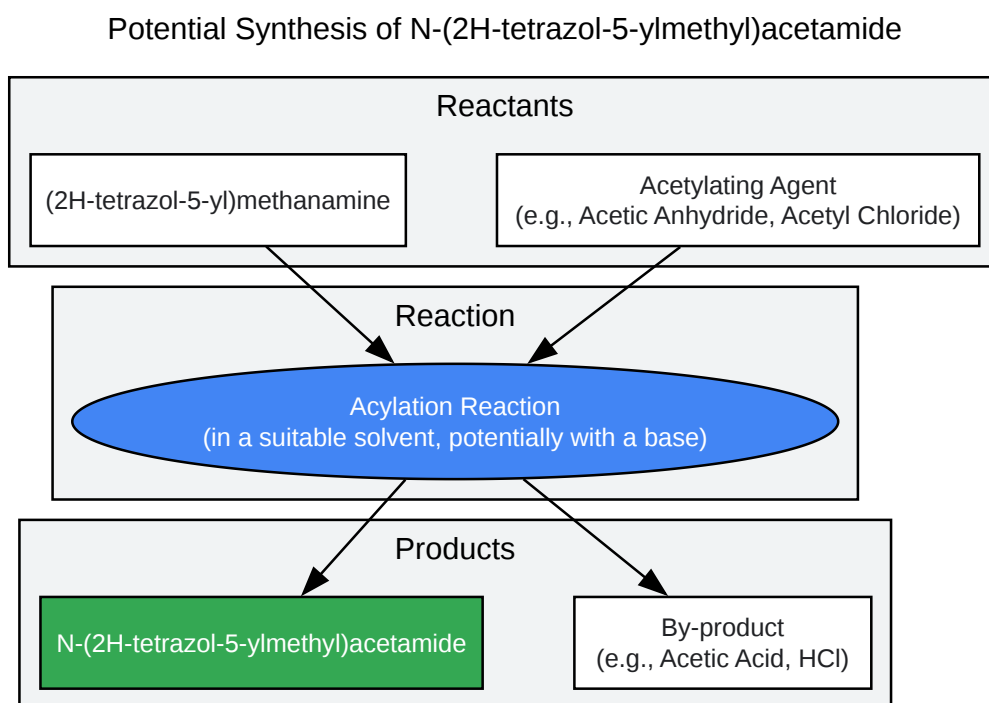 Potential Synthesis of N-(2H-tetrazol-5-ylmethyl)acetamide
Reactants
(2H-tetrazol-5-yl)methanamine
Acetylating Agent
(e.g., Acetic Anhydride, Acetyl Chloride)
Reaction
Acylation Reaction
(in a suitable solvent, potentially with a base)
Products
N-(2H-tetrazol-5-ylmethyl)acetamide
By-product
(e.g., Acetic Acid, HCl)